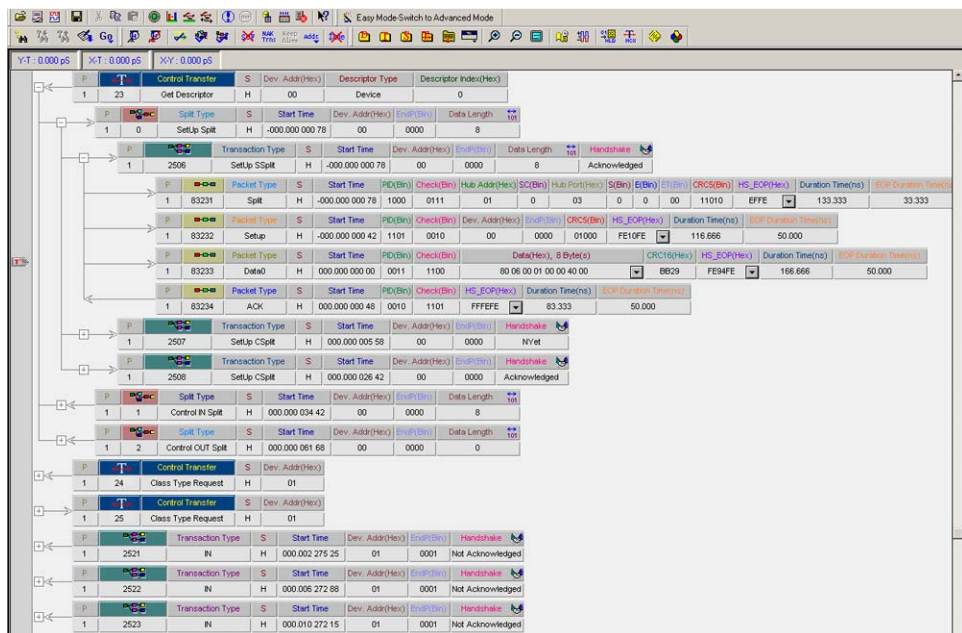 Easy Mode-Switch to Advanced Mode
Go
NAK Trns Keep Alive Addr
Y-T : 0.000 pS X-T : 0.000 pS X-Y : 0.000 pS
P T Control Transfer S Dev. Addr(Hex) Descriptor Type Descriptor Index(Hex)
1 23 Get Descriptor H 00 Device 0
P Split Type S Start Time Dev. Addr(Hex) EndP(Bin) Data Length 101
1 0 SetUp Split H -000.000 000 78 00 0000 8
P Transaction Type S Start Time Dev. Addr(Hex) EndP(Bin) Data Length 101 Handshake
1 2506 SetUp SSplit H -000.000 000 78 00 0000 8 Acknowledged
P Packet Type S Start Time PID(Bin) Check(Bin) Hub Addr(Hex) SC(Bin) Hub Port(Hex) S(Bin) E(Bin) ET(Bin) CRC5(Bin) HS_EOP(Hex) Duration Time(ns) EOP Duration Time(ns)
1 83231 Split H -000.000 000 78 1000 0111 01 0 03 0 0 00 11010 EFFE 133.333 33.333
P Packet Type S Start Time PID(Bin) Check(Bin) Dev. Addr(Hex) EndP(Bin) CRC5(Bin) HS_EOP(Hex) Duration Time(ns) EOP Duration Time(ns)
1 83232 Setup H -000.000 000 42 1101 0010 00 0000 01000 FE10FE 116.666 50.000
P Packet Type S Start Time PID(Bin) Check(Bin) Data(Hex), 8 Byte(s) CRC16(Hex) HS_EOP(Hex) Duration Time(ns) EOP Duration Time(ns)
1 83233 Data0 H 000.000 000 00 0011 1100 80 06 00 01 00 00 40 00 BB29 FE94FE 166.666 50.000
P Packet Type S Start Time PID(Bin) Check(Bin) HS_EOP(Hex) Duration Time(ns) EOP Duration Time(ns)
1 83234 ACK H 000.000 000 48 0010 1101 FFFEFE 83.333 50.000
P Transaction Type S Start Time Dev. Addr(Hex) EndP(Bin) Handshake
1 2507 SetUp CSplit H 000.000 005 58 00 0000 NYet
P Transaction Type S Start Time Dev. Addr(Hex) EndP(Bin) Handshake
1 2508 SetUp CSplit H 000.000 026 42 00 0000 Acknowledged
P Split Type S Start Time Dev. Addr(Hex) EndP(Bin) Data Length 101
1 1 Control IN Split H 000.000 034 42 00 0000 8
P Split Type S Start Time Dev. Addr(Hex) EndP(Bin) Data Length 101
1 2 Control OUT Split H 000.000 061 68 00 0000 0
P T Control Transfer S Dev. Addr(Hex)
1 24 Class Type Request H 01
P T Control Transfer S Dev. Addr(Hex)
1 25 Class Type Request H 01
P Transaction Type S Start Time Dev. Addr(Hex) EndP(Bin) Handshake
1 2521 IN H 000.002 275 25 01 0001 Not Acknowledged
P Transaction Type S Start Time Dev. Addr(Hex) EndP(Bin) Handshake
1 2522 IN H 000.006 272 88 01 0001 Not Acknowledged
P Transaction Type S Start Time Dev. Addr(Hex) EndP(Bin) Handshake
1 2523 IN H 000.010 272 15 01 0001 Not Acknowledged